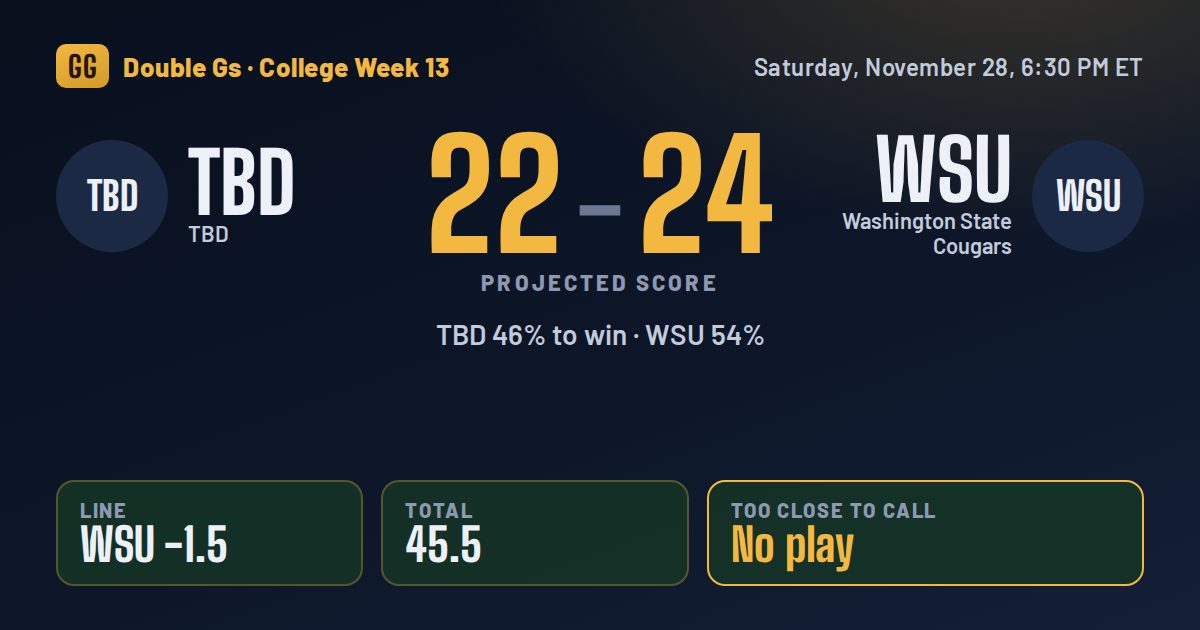 GG
Double Gs · College Week 13
Saturday, November 28, 6:30 PM ET
TBD
TBD
TBD
22 – 24
PROJECTED SCORE
TBD 46% to win · WSU 54%
WSU
Washington State
Cougars
WSU
LINE
WSU -1.5
TOTAL
45.5
TOO CLOSE TO CALL
No play